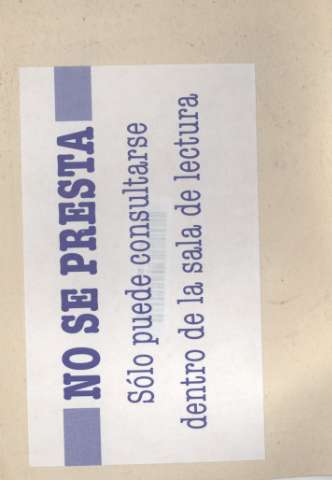 NO SE PRESTA
Sólo puede consultarse
dentro de la sala de lectura